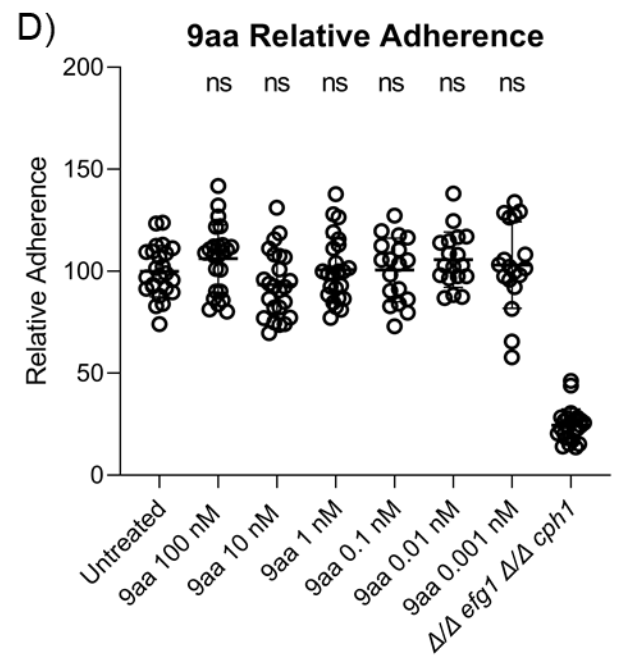 D)
9aa Relative Adherence
200
ns ns ns ns ns ns
150
100
50
0
Relative Adherence
Untreated
9aa 100 nM
9aa 10 nM
9aa 1 nM
9aa 0.1 nM
9aa 0.01 nM
9aa 0.001 nM
Δ/Δ efg1 Δ/Δ cph1